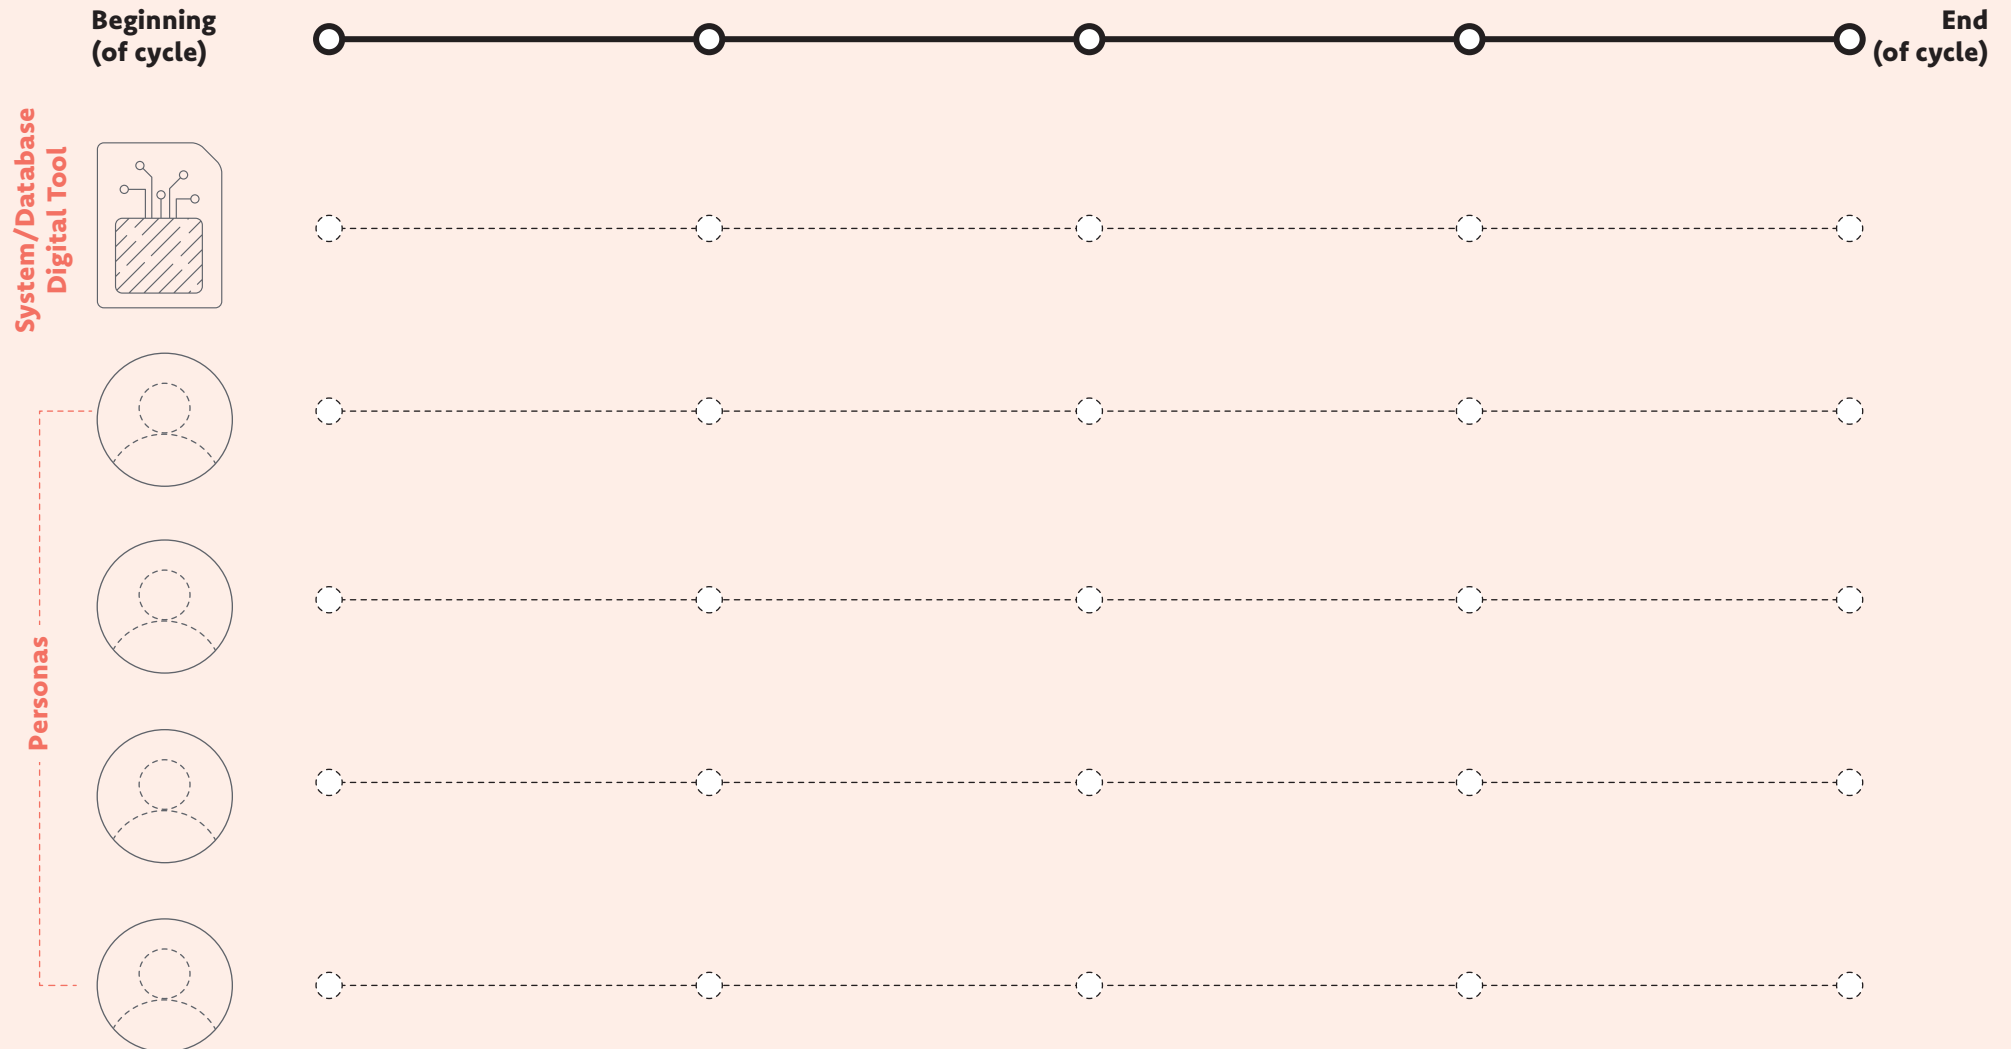 Beginning
(of cycle)
End
(of cycle)
System/Database
Digital Tool
Personas